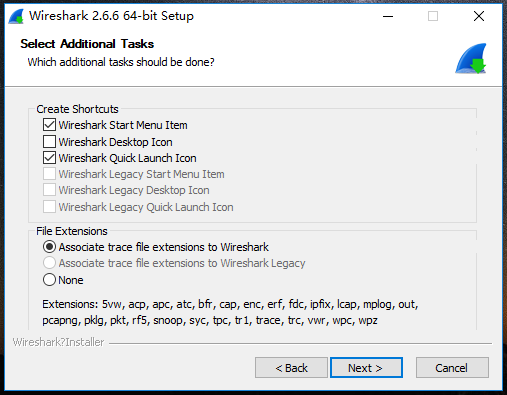 Wireshark 2.6.6 64-bit Setup
Select Additional Tasks
Which additional tasks should be done?
Create Shortcuts
Wireshark Start Menu Item
Wireshark Desktop Icon
Wireshark Quick Launch Icon
Wireshark Legacy Start Menu Item
Wireshark Legacy Desktop Icon
Wireshark Legacy Quick Launch Icon
File Extensions
Associate trace file extensions to Wireshark
Associate trace file extensions to Wireshark Legacy
None
Extensions: 5vw, acp, apc, atc, bfr, cap, enc, erf, fdc, ipfix, lcap, mplog, out,
pcapng, pklg, pkt, rf5, snoop, syc, tpc, tr1, trace, trc, vwr, wpc, wpz
Wireshark?Installer
< Back
Next >
Cancel